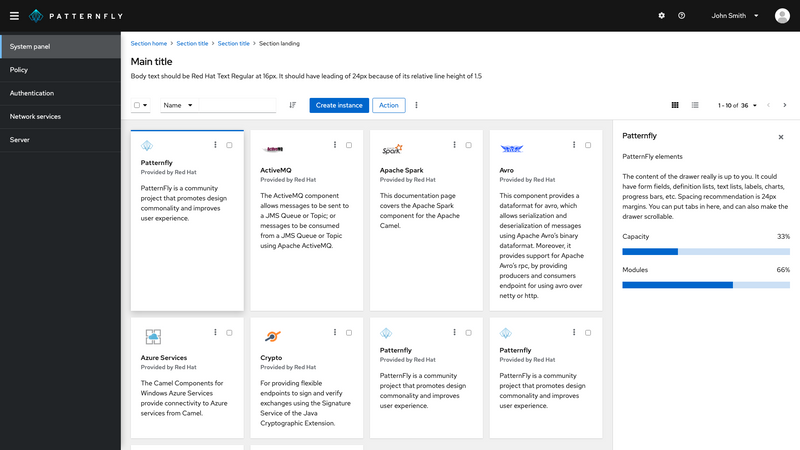 PATTERNFLY
John Smith
System panel
Policy
Authentication
Network services
Server
Section home
Section title
Section title
Section landing
Main title
Body text should be Red Hat Text Regular at 16px. It should have leading of 24px because of its relative line height of 1.5
Name
Create instance
Action
1 - 10 of 36
Patternfly
Provided by Red Hat
PatternFly is a community
project that promotes design
commonality and improves
user experience.
ActiveMQ
ActiveMQ
Provided by Red Hat
The ActiveMQ component
allows messages to be sent to
a JMS Queue or Topic; or
messages to be consumed
from a JMS Queue or Topic
using Apache ActiveMQ.
Spark
Apache Spark
Provided by Red Hat
This documentation page
covers the Apache Spark
component for the Apache
Camel.
Avro
Provided by Red Hat
This component provides a
dataformat for avro, which
allows serialization and
deserialization of messages
using Apache Avro's binary
dataformat. Moreover, it
provides support for Apache
Avro's rpc, by providing
producers and consumers
endpoint for using avro over
netty or http.
Azure Services
Provided by Red Hat
The Camel Components for
Windows Azure Services
provide connectivity to Azure
services from Camel.
Crypto
Provided by Red Hat
For providing flexible
endpoints to sign and verify
exchanges using the Signature
Service of the Java
Cryptographic Extension.
Patternfly
Provided by Red Hat
PatternFly is a community
project that promotes design
commonality and improves
user experience.
Patternfly
Provided by Red Hat
PatternFly is a community
project that promotes design
commonality and improves
user experience.
Patternfly
PatternFly elements
The content of the drawer really is up to you. It could
have form fields, definition lists, text lists, labels, charts,
progress bars, etc. Spacing recommendation is 24px
margins. You can put tabs in here, and can also make the
drawer scrollable.
Capacity
33%
Modules
66%